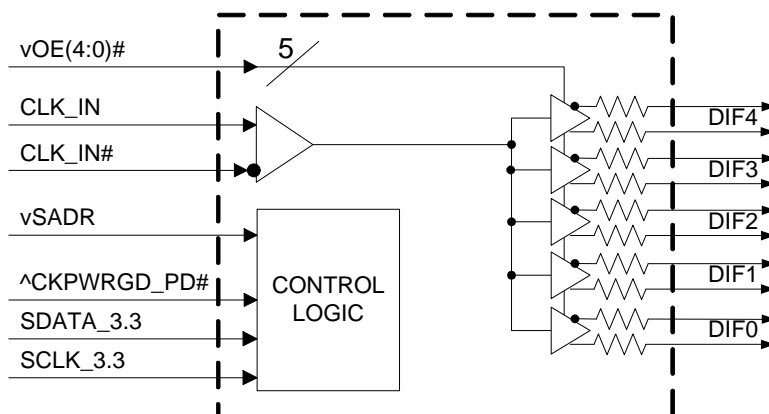 vOE(4:0)#
5
CLK_IN
CLK_IN#
vSADR
^CKPWRGD_PD#
SDATA_3.3
SCLK_3.3
CONTROL
LOGIC
DIF4
DIF3
DIF2
DIF1
DIF0